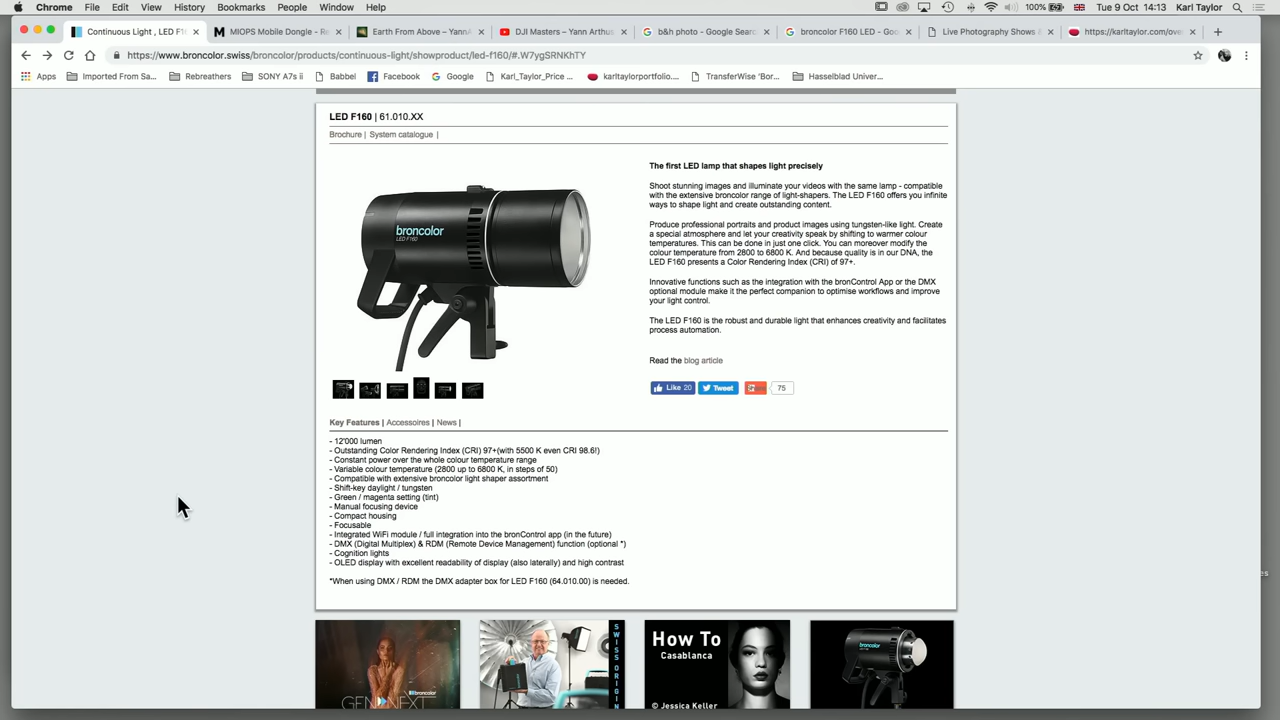 Chrome File Edit View History Bookmarks People Window Help 100% Tue 9 Oct 14:13 Karl Taylor
Continuous Light , LED F1 MIOPS Mobile Dongle - Re Earth From Above – YannA DJI Masters – Yann Arthus b&h photo - Google Searc broncolor F160 LED - Goo Live Photography Shows https://karltaylor.com/over
https://www.broncolor.swiss/broncolor/products/continuous-light/showproduct/led-f160/#.W7ygSRNKhTY
Apps Imported From Sa... Rebreathers SONY A7s ii Babbel Facebook Google Karl_Taylor_Price ... karltaylorportfolio.... TransferWise 'Bor... Hasselblad Univer...
LED F160 | 61.010.XX
Brochure | System catalogue |
The first LED lamp that shapes light precisely
Shoot stunning images and illuminate your videos with the same lamp - compatible
with the extensive broncolor range of light-shapers. The LED F160 offers you infinite
ways to shape light and create outstanding content.
Produce professional portraits and product images using tungsten-like light. Create
a special atmosphere and let your creativity speak by shifting to warmer colour
temperatures. This can be done in just one click. You can moreover modify the
colour temperature from 2800 to 6800 K. And because quality is in our DNA, the
LED F160 presents a Color Rendering Index (CRI) of 97+.
Innovative functions such as the integration with the bronControl App or the DMX
optional module make it the perfect companion to optimise workflows and improve
your light control.
The LED F160 is the robust and durable light that enhances creativity and facilitates
process automation.
Read the blog article
Like 20 Tweet 75
broncolor
LED F160
Key Features | Accessoires | News |
- 12'000 lumen
- Outstanding Color Rendering Index (CRI) 97+(with 5500 K even CRI 98.6!)
- Constant power over the whole colour temperature range
- Variable colour temperature (2800 up to 6800 K, in steps of 50)
- Compatible with extensive broncolor light shaper assortment
- Shift-key daylight / tungsten
- Green / magenta setting (tint)
- Manual focusing device
- Compact housing
- Focusable
- Integrated WiFi module / full integration into the bronControl app (in the future)
- DMX (Digital Multiplex) & RDM (Remote Device Management) function (optional *)
- Cognition lights
- OLED display with excellent readability of display (also laterally) and high contrast
*When using DMX / RDM the DMX adapter box for LED F160 (64.010.00) is needed.
broncolor
GEN NEXT
SWISS ORIGIN
How To
Casablanca
© Jessica Keller
broncolor